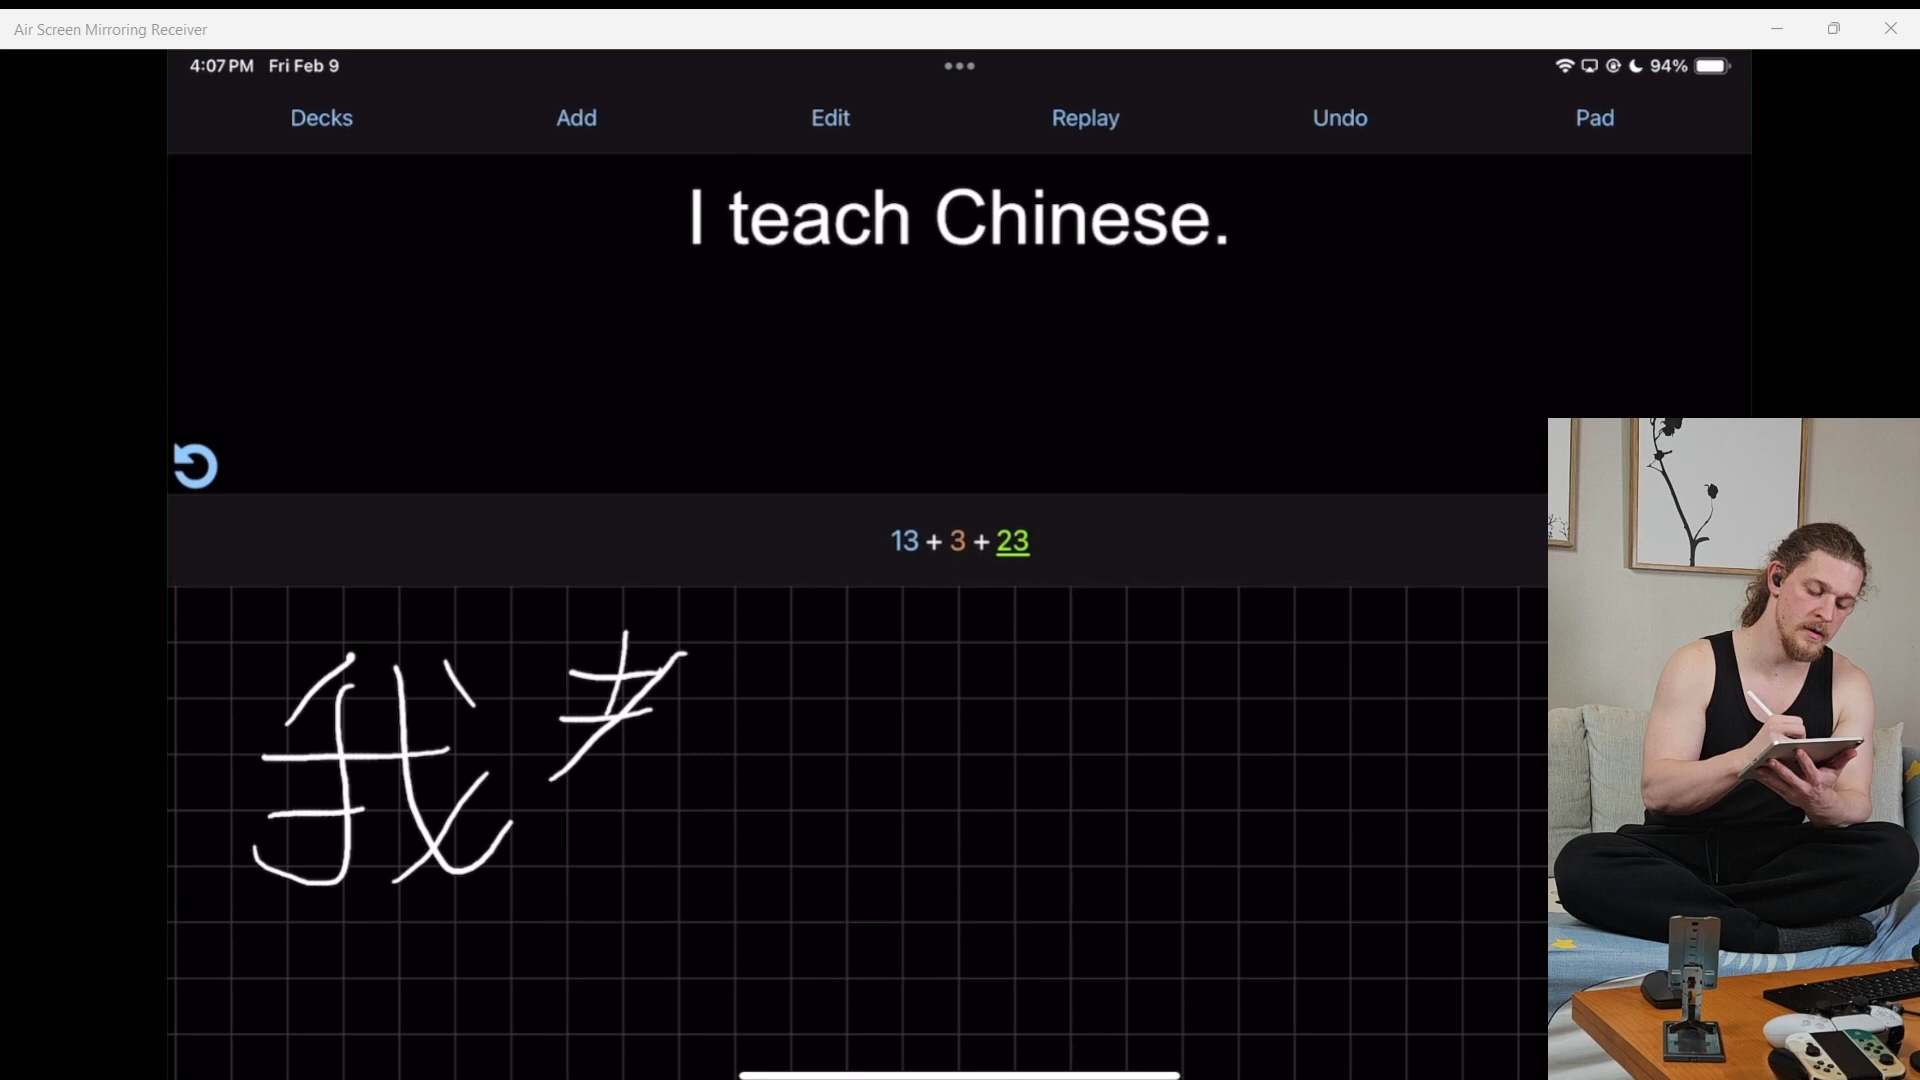 Air Screen Mirroring Receiver
4:07 PM Fri Feb 9
94%
Decks Add Edit Replay Undo Pad
I teach Chinese.
13 + 3 + 23
我耂